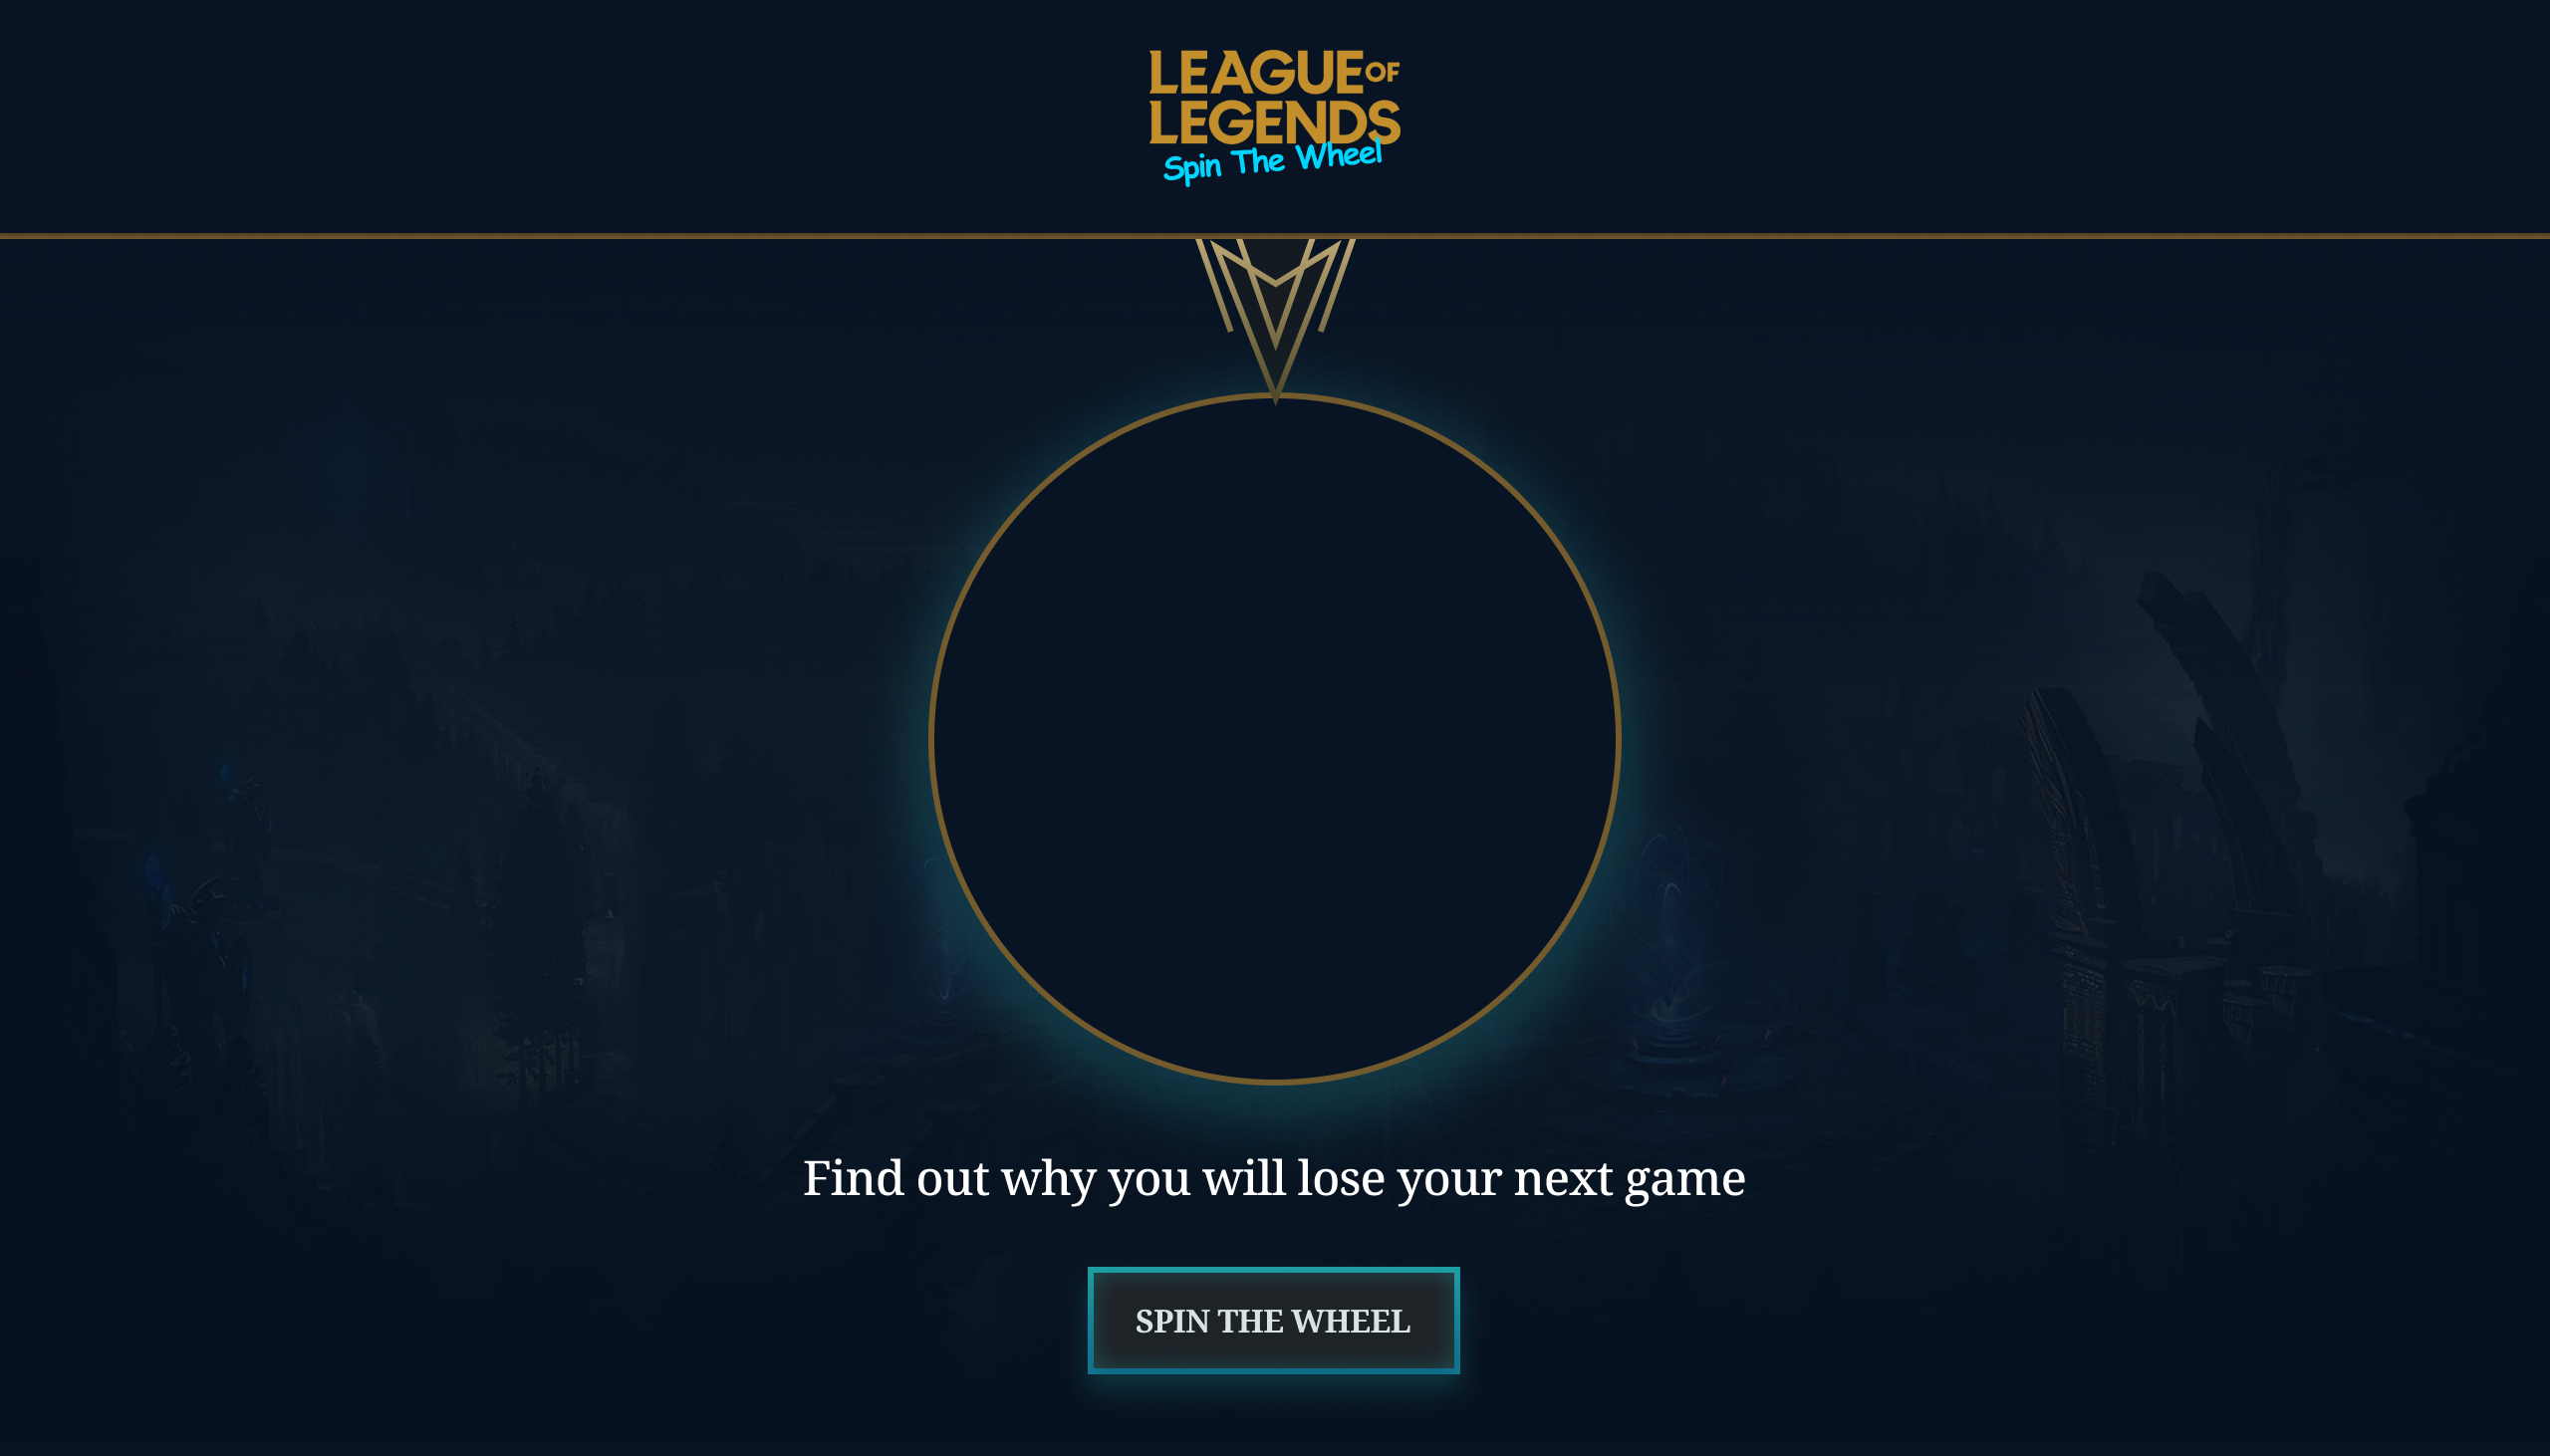 LEAGUE OF
LEGENDS
Spin The Wheel
Find out why you will lose your next game
SPIN THE WHEEL